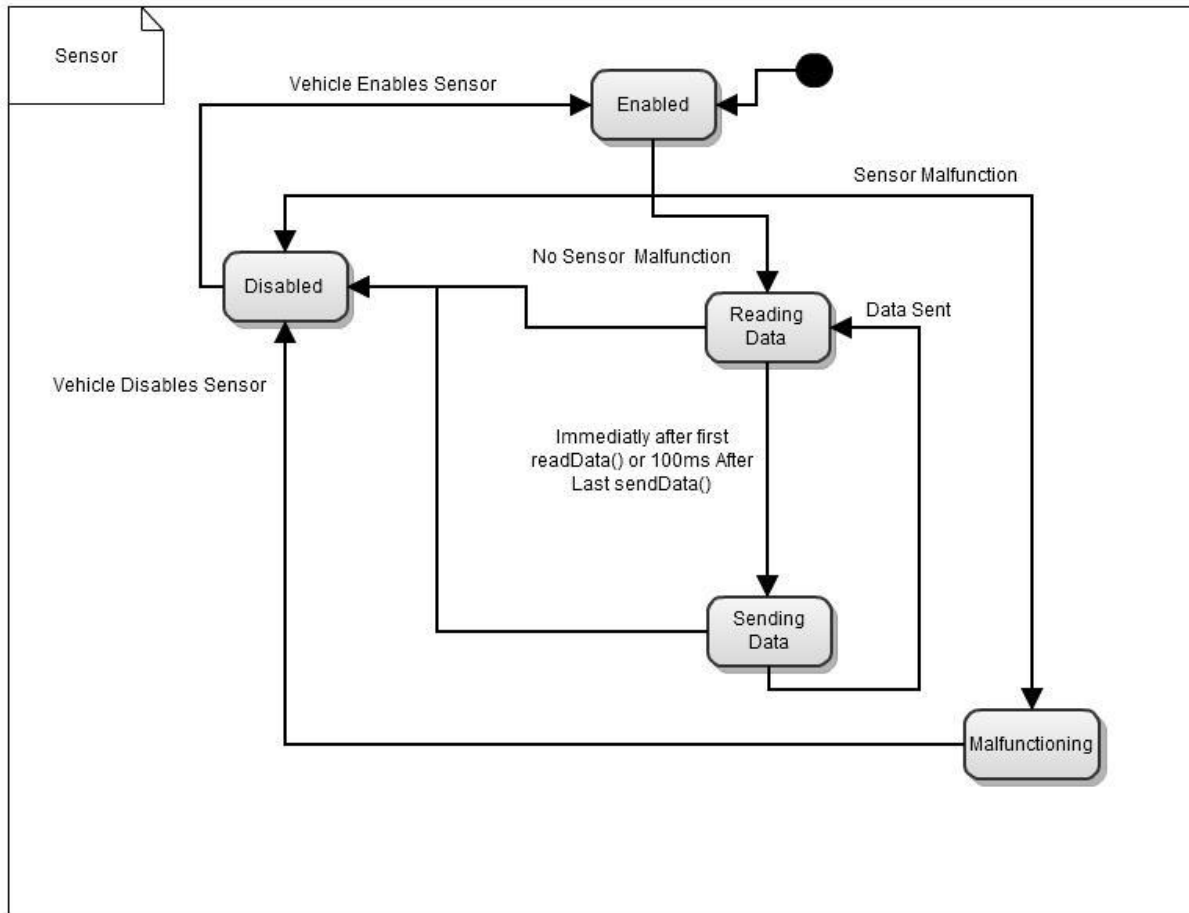 Sensor
Vehicle Enables Sensor
Enabled
Sensor Malfunction
No Sensor Malfunction
Disabled
Reading
Data
Data Sent
Vehicle Disables Sensor
Immediatly after first
readData() or 100ms After
Last sendData()
Sending
Data
Malfunctioning